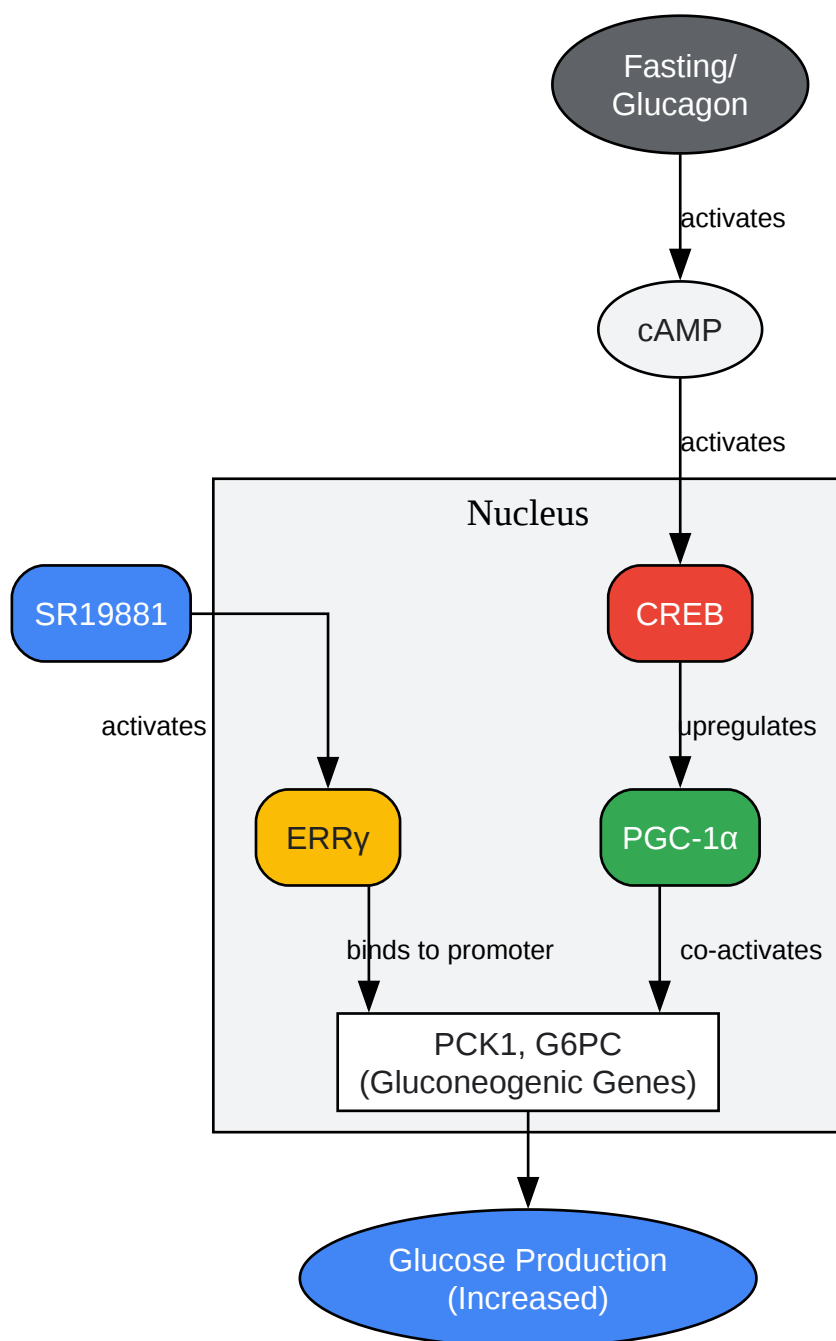 Fasting/
Glucagon
activates
cAMP
activates
Nucleus
SR19881
CREB
activates
upregulates
ERRγ
PGC-1α
binds to promoter
co-activates
PCK1, G6PC
(Gluconeogenic Genes)
Glucose Production
(Increased)